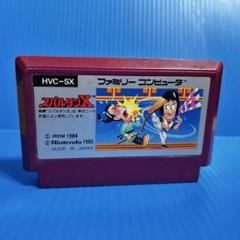 HVC-SX
ファミリー コンピュータ
スパルタンX
© IREM 1984
© Nintendo 1985
MADE IN JAPAN